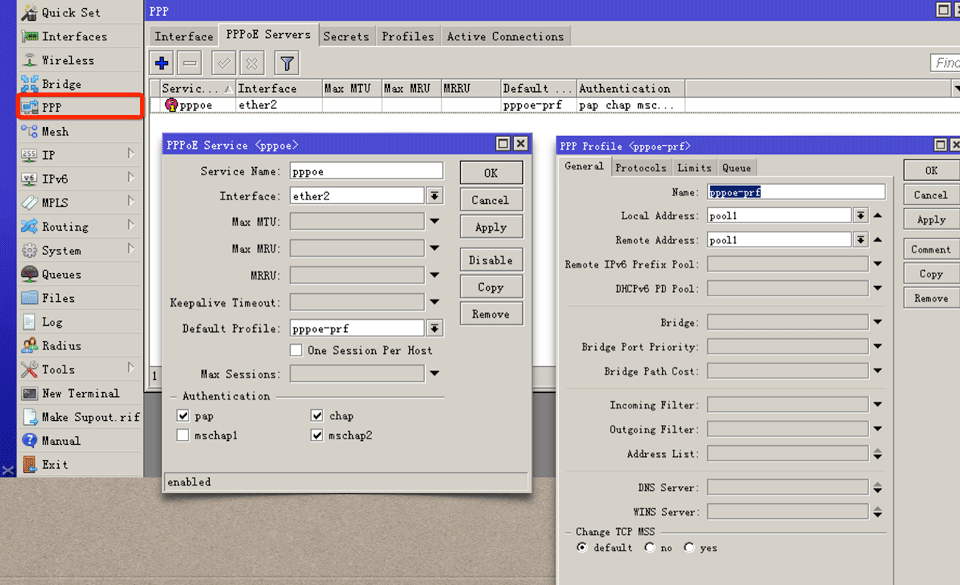 Quick Set
Interfaces
Wireless
Bridge
PPP
Mesh
IP
IPv6
MPLS
Routing
System
Queues
Files
Log
Radius
Tools
New Terminal
Make Supout.rif
Manual
Exit
PPP
Interface PPPoE Servers Secrets Profiles Active Connections
Find
Servic... Interface Max MTU Max MRU MRRU Default ... Authentication
pppoe ether2 pppoe-prf pap chap msc...
1
PPPoE Service <pppoe>
Service Name: pppoe
Interface: ether2
Max MTU:
Max MRU:
MRRU:
Keepalive Timeout:
Default Profile: pppoe-prf
One Session Per Host
Max Sessions:
Authentication
pap chap
mschap1 mschap2
enabled
OK
Cancel
Apply
Disable
Copy
Remove
PPP Profile <pppoe-prf>
General Protocols Limits Queue
Name: pppoe-prf
Local Address: pool1
Remote Address: pool1
Remote IPv6 Prefix Pool:
DHCPv6 PD Pool:
Bridge:
Bridge Port Priority:
Bridge Path Cost:
Incoming Filter:
Outgoing Filter:
Address List:
DNS Server:
WINS Server:
Change TCP MSS
default no yes
OK
Cancel
Apply
Comment
Copy
Remove